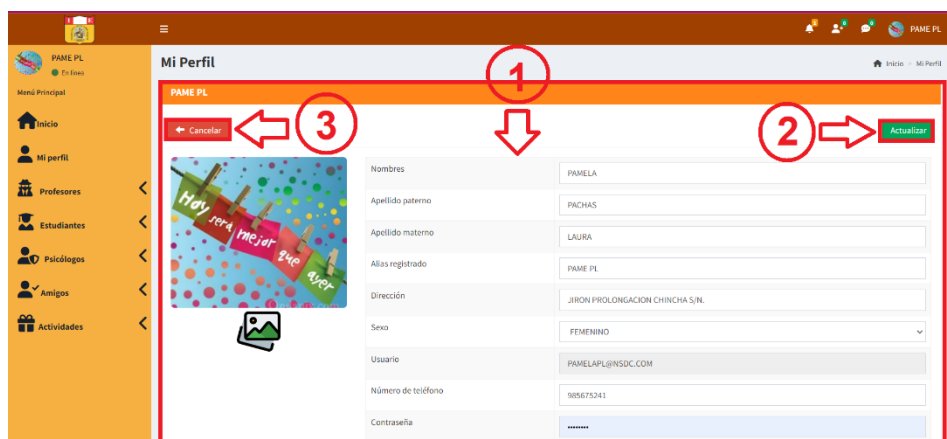 1 2 2 PAME PL
PAME PL
En línea
Menú Principal
Inicio
Mi perfil
Profesores
Estudiantes
Psicólogos
Amigos
Actividades
Mi Perfil
Inicio > Mi Perfil
PAME PL
1
Cancelar
3
2
Actualizar
Hoy será mejor que ayer
Nombres PAMELA
Apellido paterno PACHAS
Apellido materno LAURA
Alias registrado PAME PL
Dirección JIRON PROLONGACION CHINCHA S/N.
Sexo FEMENINO
Usuario PAMELAPL@NSDC.COM
Número de teléfono 985675241
Contraseña ••••••••